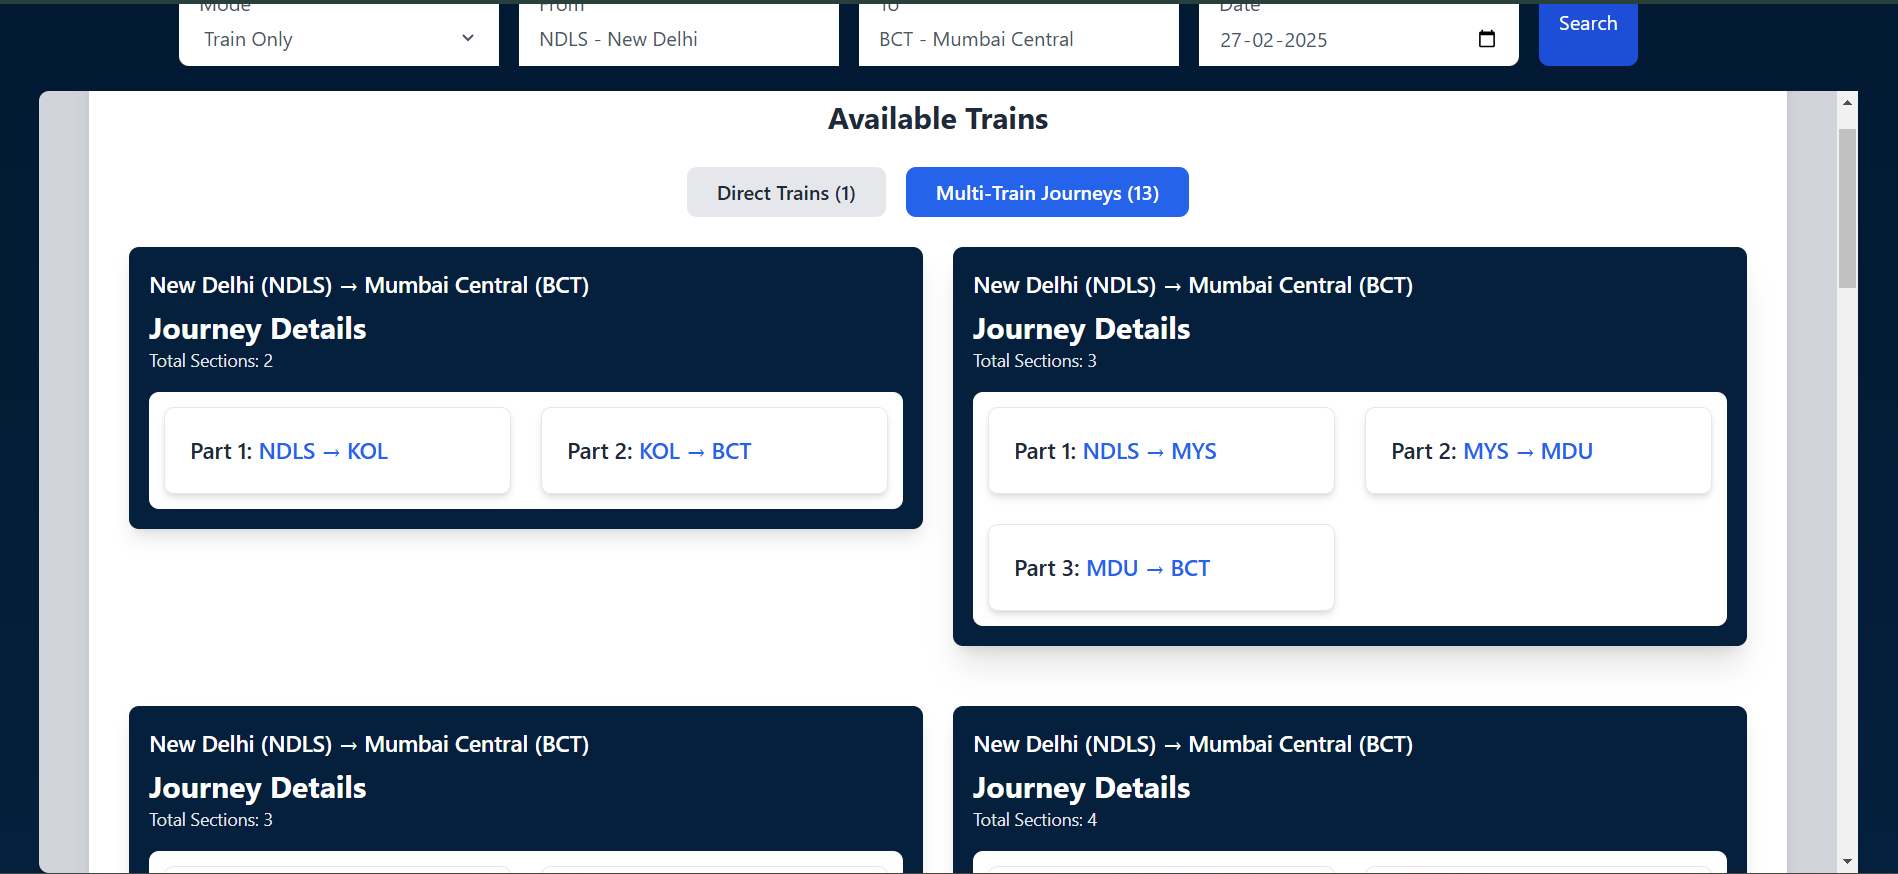 Mode
From
To
Date
Train Only
NDLS - New Delhi
BCT - Mumbai Central
27-02-2025
Search
Available Trains
Direct Trains (1)
Multi-Train Journeys (13)
New Delhi (NDLS) → Mumbai Central (BCT)
Journey Details
Total Sections: 2
Part 1: NDLS → KOL
Part 2: KOL → BCT
New Delhi (NDLS) → Mumbai Central (BCT)
Journey Details
Total Sections: 3
Part 1: NDLS → MYS
Part 2: MYS → MDU
Part 3: MDU → BCT
New Delhi (NDLS) → Mumbai Central (BCT)
Journey Details
Total Sections: 3
New Delhi (NDLS) → Mumbai Central (BCT)
Journey Details
Total Sections: 4